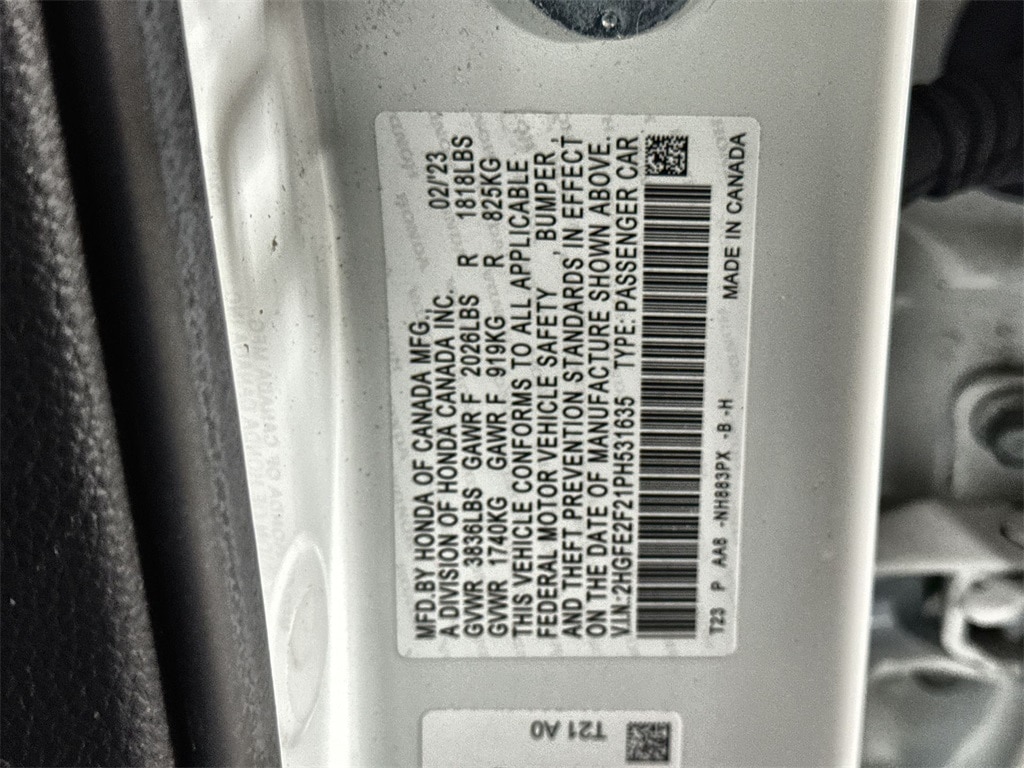 MFD.BY HONDA OF CANADA MFG., 02/'23
A DIVISION OF HONDA CANADA INC.
GVWR 3836LBS GAWR F 2026LBS R 1818LBS
GVWR 1740KG GAWR F 919KG R 825KG
THIS VEHICLE CONFORMS TO ALL APPLICABLE
FEDERAL MOTOR VEHICLE SAFETY , BUMPER ,
AND THEFT PREVENTION STANDARDS IN EFFECT
ON THE DATE OF MANUFACTURE SHOWN ABOVE.
V.I.N.:2HGFE2F21PH531635 TYPE: PASSENGER CAR
T23 P AA8 -NH883PX -B -H
MADE IN CANADA
T21 A0